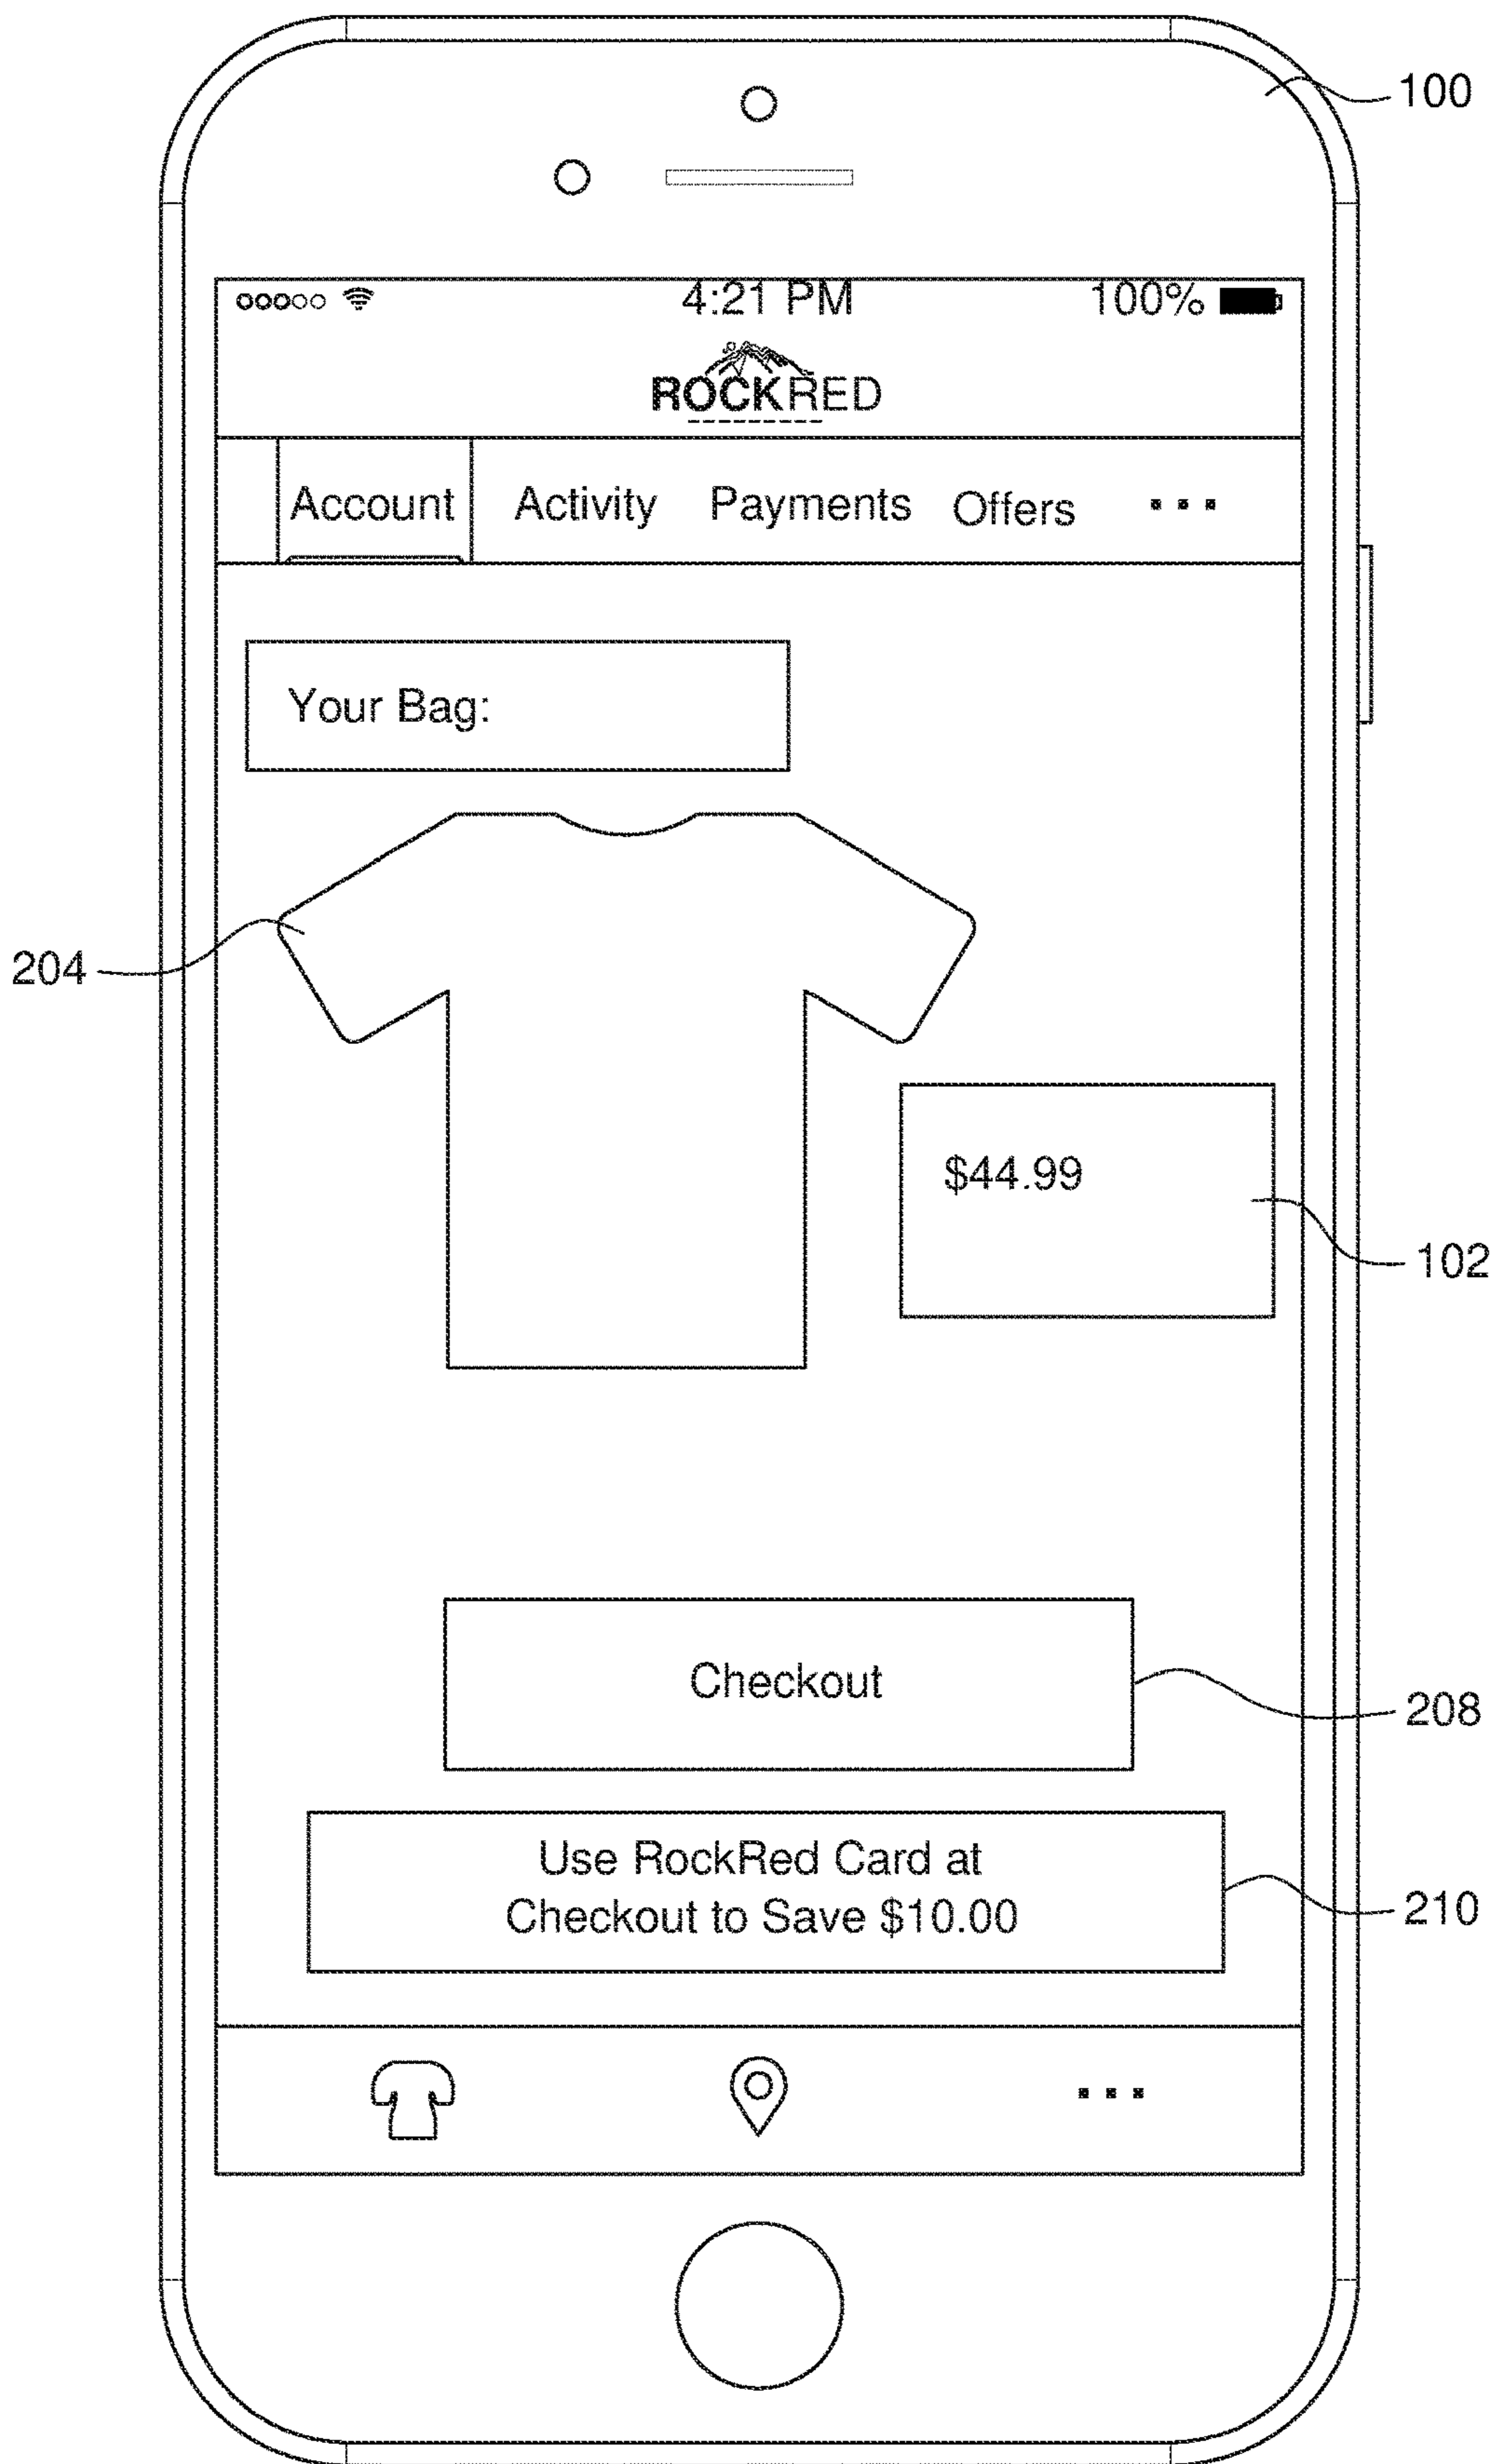 100
4:21 PM 100%
ROCKRED
Account Activity Payments Offers ...
Your Bag:
204
$44.99
102
Checkout
208
Use RockRed Card at
Checkout to Save $10.00
210
...